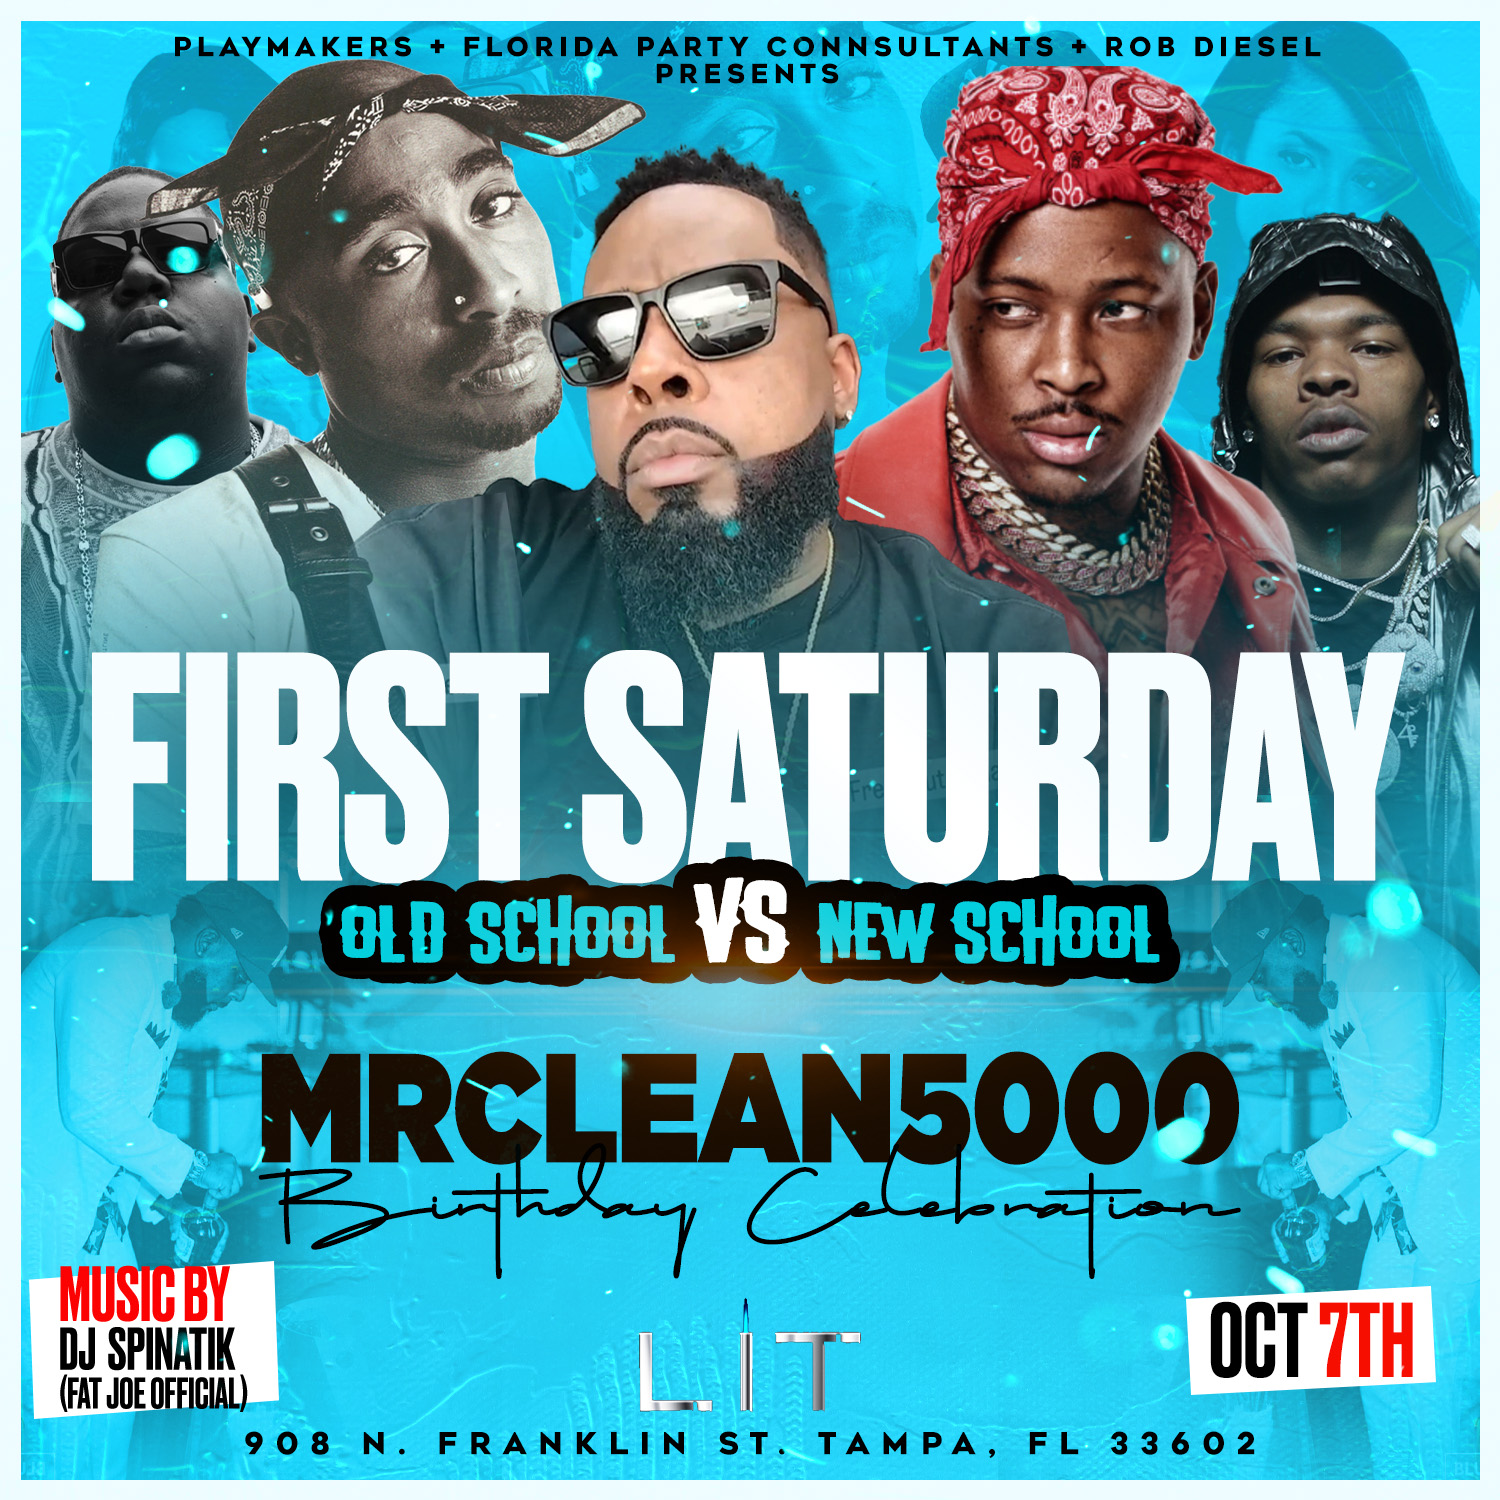 PLAYMAKERS + FLORIDA PARTY CONNSULTANTS + ROB DIESEL
PRESENTS
FIRST SATURDAY
OLD SCHOOL VS NEW SCHOOL
MRCLEAN5000
Birthday Celebration
MUSIC BY
DJ SPINATIK
(FAT JOE OFFICIAL)
OCT 7TH
LIT
908 N. FRANKLIN ST. TAMPA, FL 33602